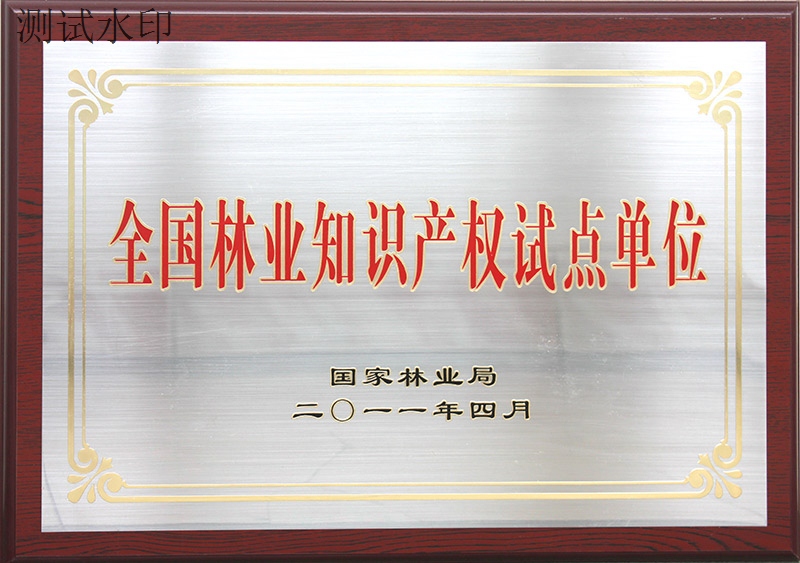 测试水印
全国林业知识产权试点单位
国家林业局
二〇一一年四月